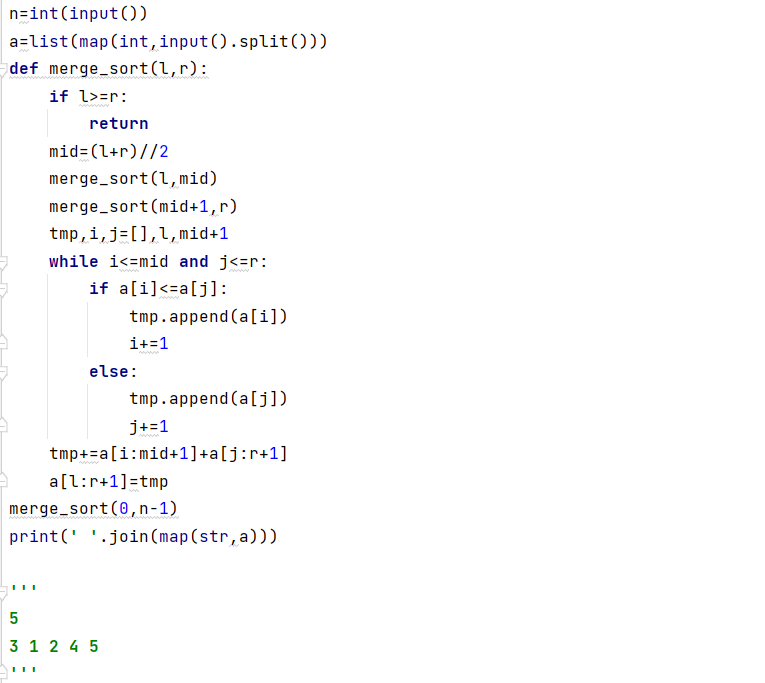 n=int(input())
a=list(map(int,input().split()))
def merge_sort(l,r):
    if l>=r:
        return
    mid=(l+r)//2
    merge_sort(l,mid)
    merge_sort(mid+1,r)
    tmp,i,j=[],l,mid+1
    while i<=mid and j<=r:
        if a[i]<=a[j]:
            tmp.append(a[i])
            i+=1
        else:
            tmp.append(a[j])
            j+=1
    tmp+=a[i:mid+1]+a[j:r+1]
    a[l:r+1]=tmp
merge_sort(0,n-1)
print(' '.join(map(str,a)))

'''
5
3 1 2 4 5
'''